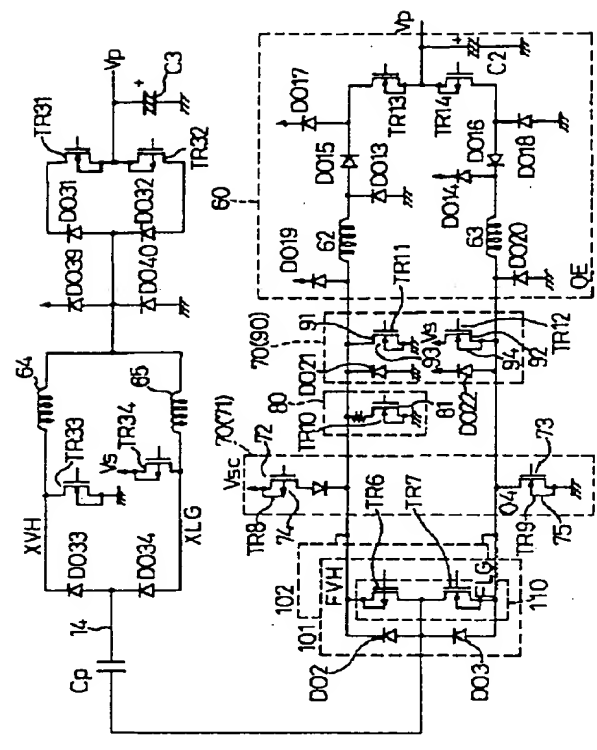 Cp
14
XVH
XLG
DO33
DO34
TR33
Vs
TR34
64
65
DO39
DO40
DO31
DO32
TR31
TR32
Vp
+
C3
102
101
DO2
DO3
FVH
FLG
TR6
TR7
110
70(71)
Vsc
72
TR8
74
04
73
TR9
75
80
TR10
81
70(90)
91
DO21
93
Vs
94
92
DO22
TR11
TR12
60
DO19
62
63
DO20
DO13
DO14
DO15
DO16
DO17
DO18
TR13
TR14
Vp
+
C2
QE